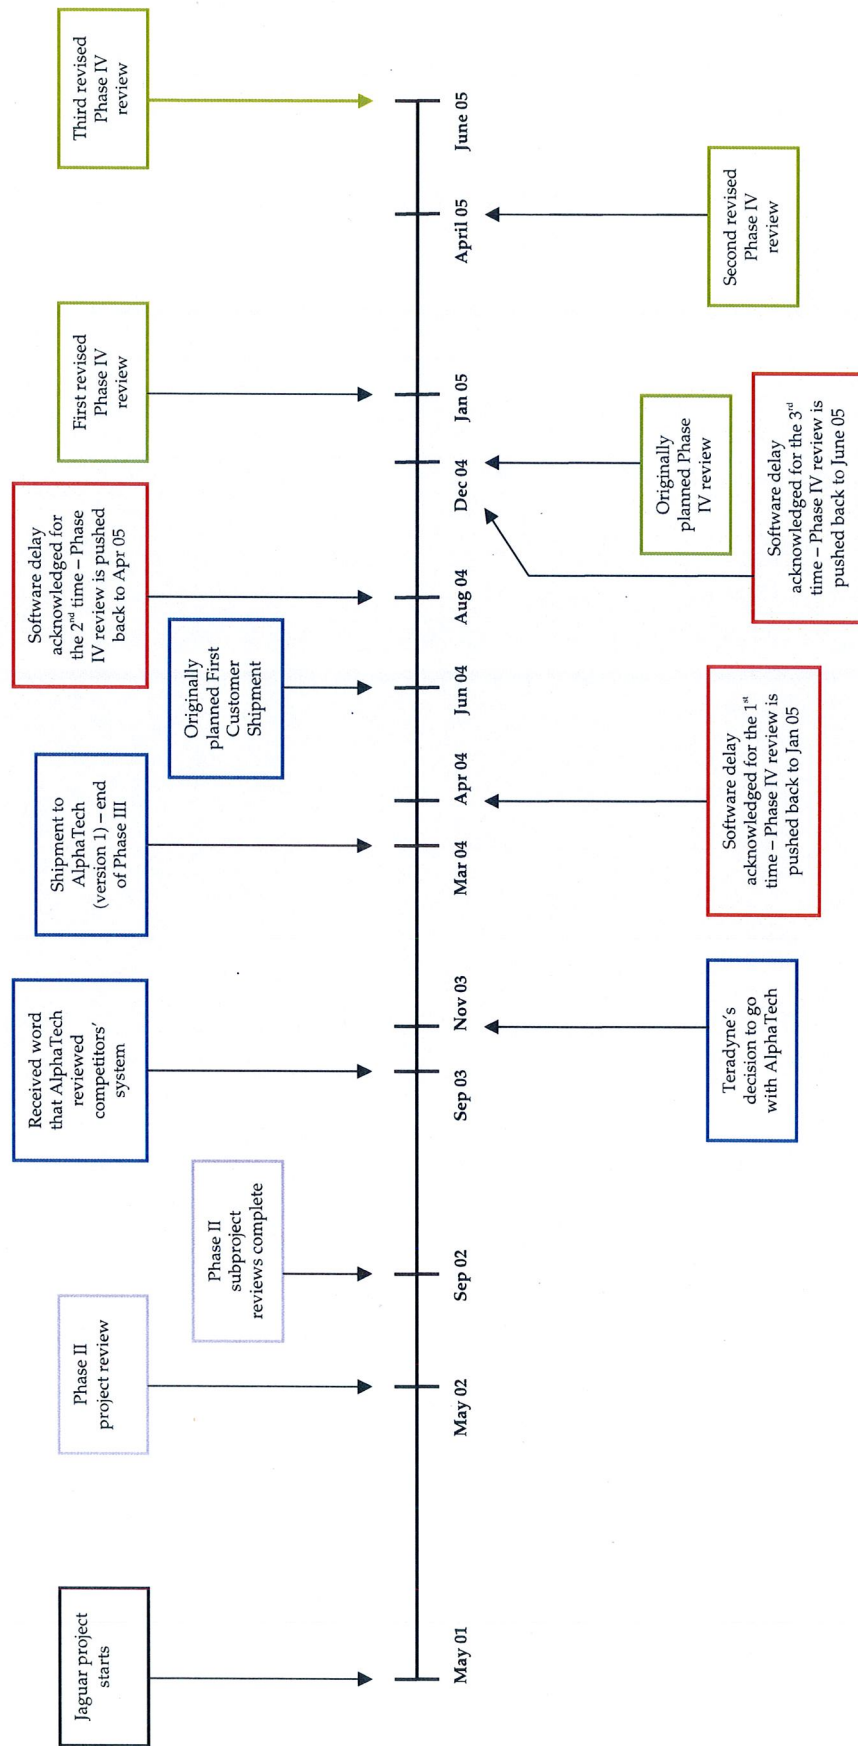 Jaguar project
starts
Phase II
project review
Phase II
subproject
reviews complete
Received word
that AlphaTech
reviewed
competitors'
system
Shipment to
AlphaTech
(version 1) – end
of Phase III
Originally
planned First
Customer
Shipment
Software delay
acknowledged for
the 2nd time – Phase
IV review is pushed
back to Apr 05
First revised
Phase IV
review
Third revised
Phase IV
review
May 01
May 02
Sep 02
Sep 03
Nov 03
Mar 04
Apr 04
Jun 04
Aug 04
Dec 04
Jan 05
April 05
June 05
Teradyne's
decision to go
with AlphaTech
Software delay
acknowledged for the 1st
time – Phase IV review is
pushed back to Jan 05
Originally
planned Phase
IV review
Software delay
acknowledged for the 3rd
time – Phase IV review is
pushed back to June 05
Second revised
Phase IV
review